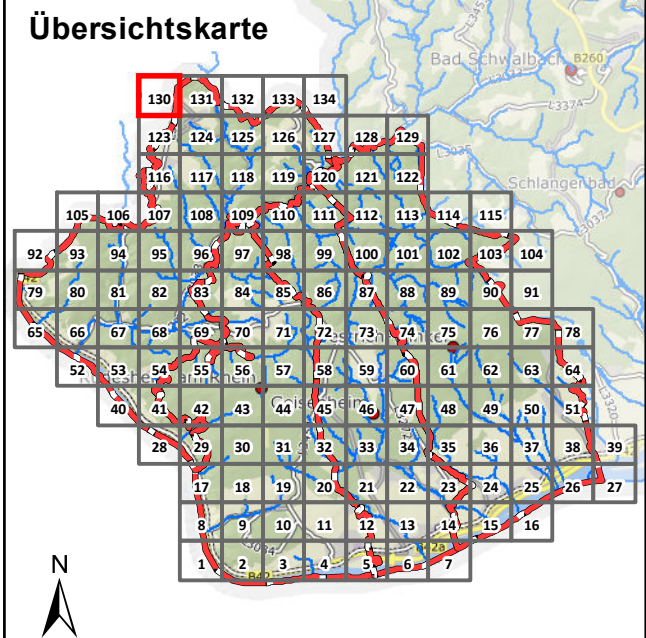 Übersichtskarte
Bad Schwalbach
B260
L3374
L3035
Schlangenbad
L3037
130 131 132 133 134
123 124 125 126 127 128 129
116 117 118 119 120 121 122
105 106 107 108 109 110 111 112 113 114 115
92 93 94 95 96 97 98 99 100 101 102 103 104
79 80 81 82 83 84 85 86 87 88 89 90 91
65 66 67 68 69 70 71 72 73 74 75 76 77 78
52 53 54 55 56 57 58 59 60 61 62 63 64
40 41 42 43 44 45 46 47 48 49 50 51
28 29 30 31 32 33 34 35 36 37 38 39
17 18 19 20 21 22 23 24 25 26 27
8 9 10 11 12 13 14 15 16
1 2 3 4 5 6 7
Geisenheim
L3320
L3034
B42
B42a
N